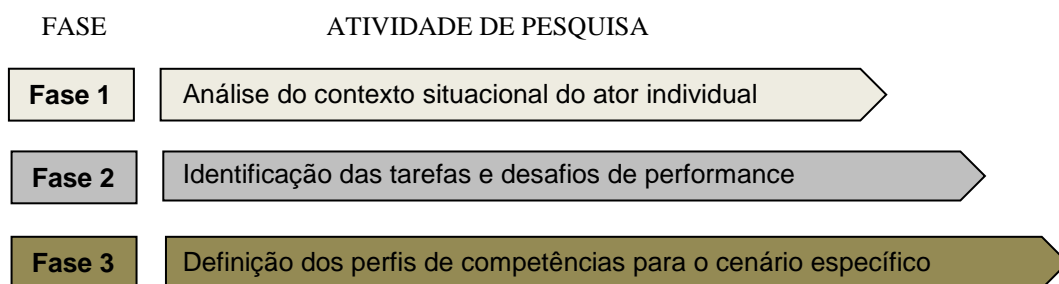 FASE ATIVIDADE DE PESQUISA
Fase 1 Análise do contexto situacional do ator individual
Fase 2 Identificação das tarefas e desafios de performance
Fase 3 Definição dos perfis de competências para o cenário específico